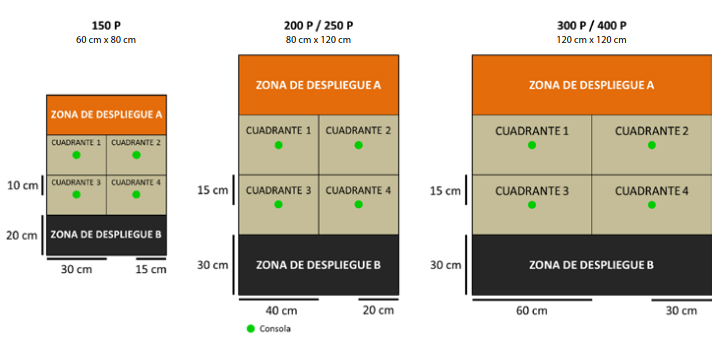 150 P
60 cm x 80 cm
ZONA DE DESPLIEGUE A
CUADRANTE 1
CUADRANTE 2
CUADRANTE 3
CUADRANTE 4
10 cm
20 cm
ZONA DE DESPLIEGUE B
30 cm
15 cm
200 P / 250 P
80 cm x 120 cm
ZONA DE DESPLIEGUE A
CUADRANTE 1
CUADRANTE 2
CUADRANTE 3
CUADRANTE 4
15 cm
30 cm
ZONA DE DESPLIEGUE B
40 cm
20 cm
Consola
300 P / 400 P
120 cm x 120 cm
ZONA DE DESPLIEGUE A
CUADRANTE 1
CUADRANTE 2
CUADRANTE 3
CUADRANTE 4
15 cm
30 cm
ZONA DE DESPLIEGUE B
60 cm
30 cm